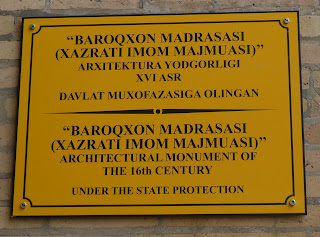 “BAROQXON MADRASASI
(XAZRATI IMOM MAJMUASI)”
ARXITEKTURA YODGORLIGI
XVI ASR
DAVLAT MUXOFAZASIGA OLINGAN
“BAROQXON MADRASASI
(XAZRATI IMOM MAJMUASI)”
ARCHITECTURAL MONUMENT OF
THE 16th CENTURY
UNDER THE STATE PROTECTION